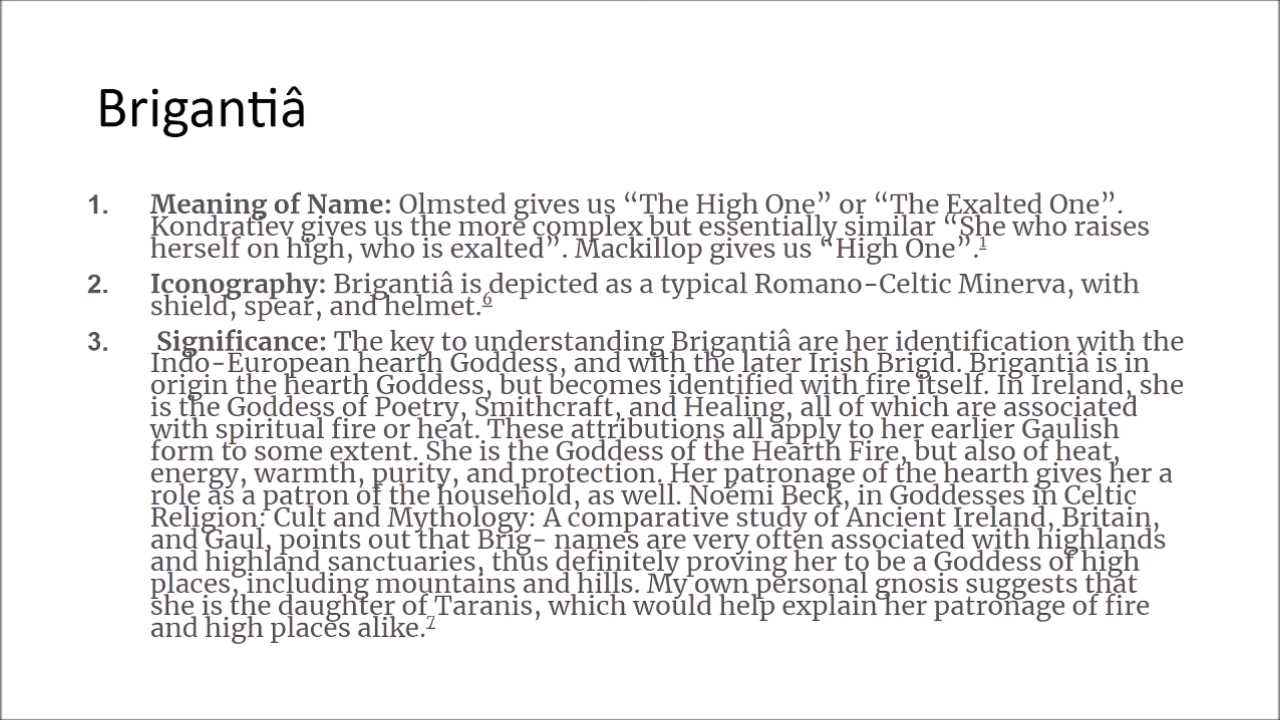 Brigantiâ
1. Meaning of Name: Olmsted gives us “The High One” or “The Exalted One”.
Kondratiev gives us the more complex but essentially similar “She who raises
herself on high, who is exalted”. Mackillop gives us “High One”.1
2. Iconography: Brigantiâ is depicted as a typical Romano-Celtic Minerva, with
shield, spear, and helmet.6
3. Significance: The key to understanding Brigantiâ are her identification with the
Indo-European hearth Goddess, and with the later Irish Brigid. Brigantiâ is in
origin the hearth Goddess, but becomes identified with fire itself. In Ireland, she
is the Goddess of Poetry, Smithcraft, and Healing, all of which are associated
with spiritual fire or heat. These attributions all apply to her earlier Gaulish
form to some extent. She is the Goddess of the Hearth Fire, but also of heat,
energy, warmth, purity, and protection. Her patronage of the hearth gives her a
role as a patron of the household, as well. Noémi Beck, in Goddesses in Celtic
Religion: Cult and Mythology: A comparative study of Ancient Ireland, Britain,
and Gaul, points out that Brig- names are very often associated with highlands
and highland sanctuaries, thus definitely proving her to be a Goddess of high
places, including mountains and hills. My own personal gnosis suggests that
she is the daughter of Taranis, which would help explain her patronage of fire
and high places alike.7